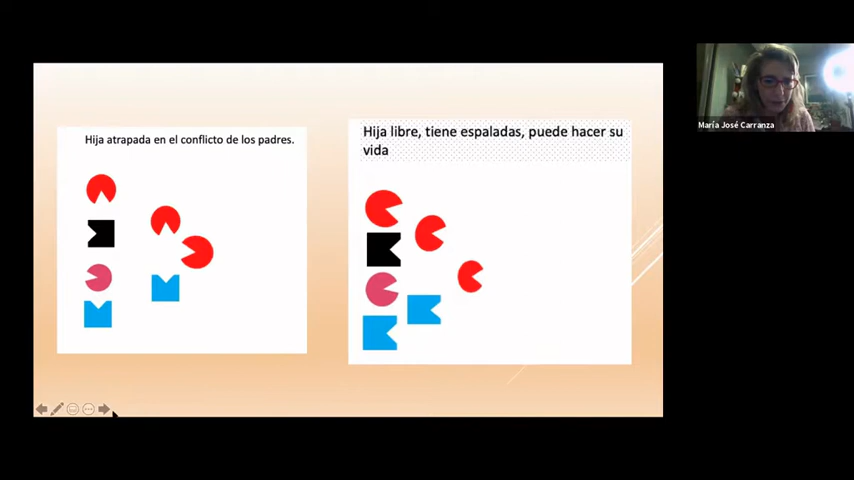 Hija atrapada en el conflicto de los padres.
Hija libre, tiene espaladas, puede hacer su
vida
María José Carranza